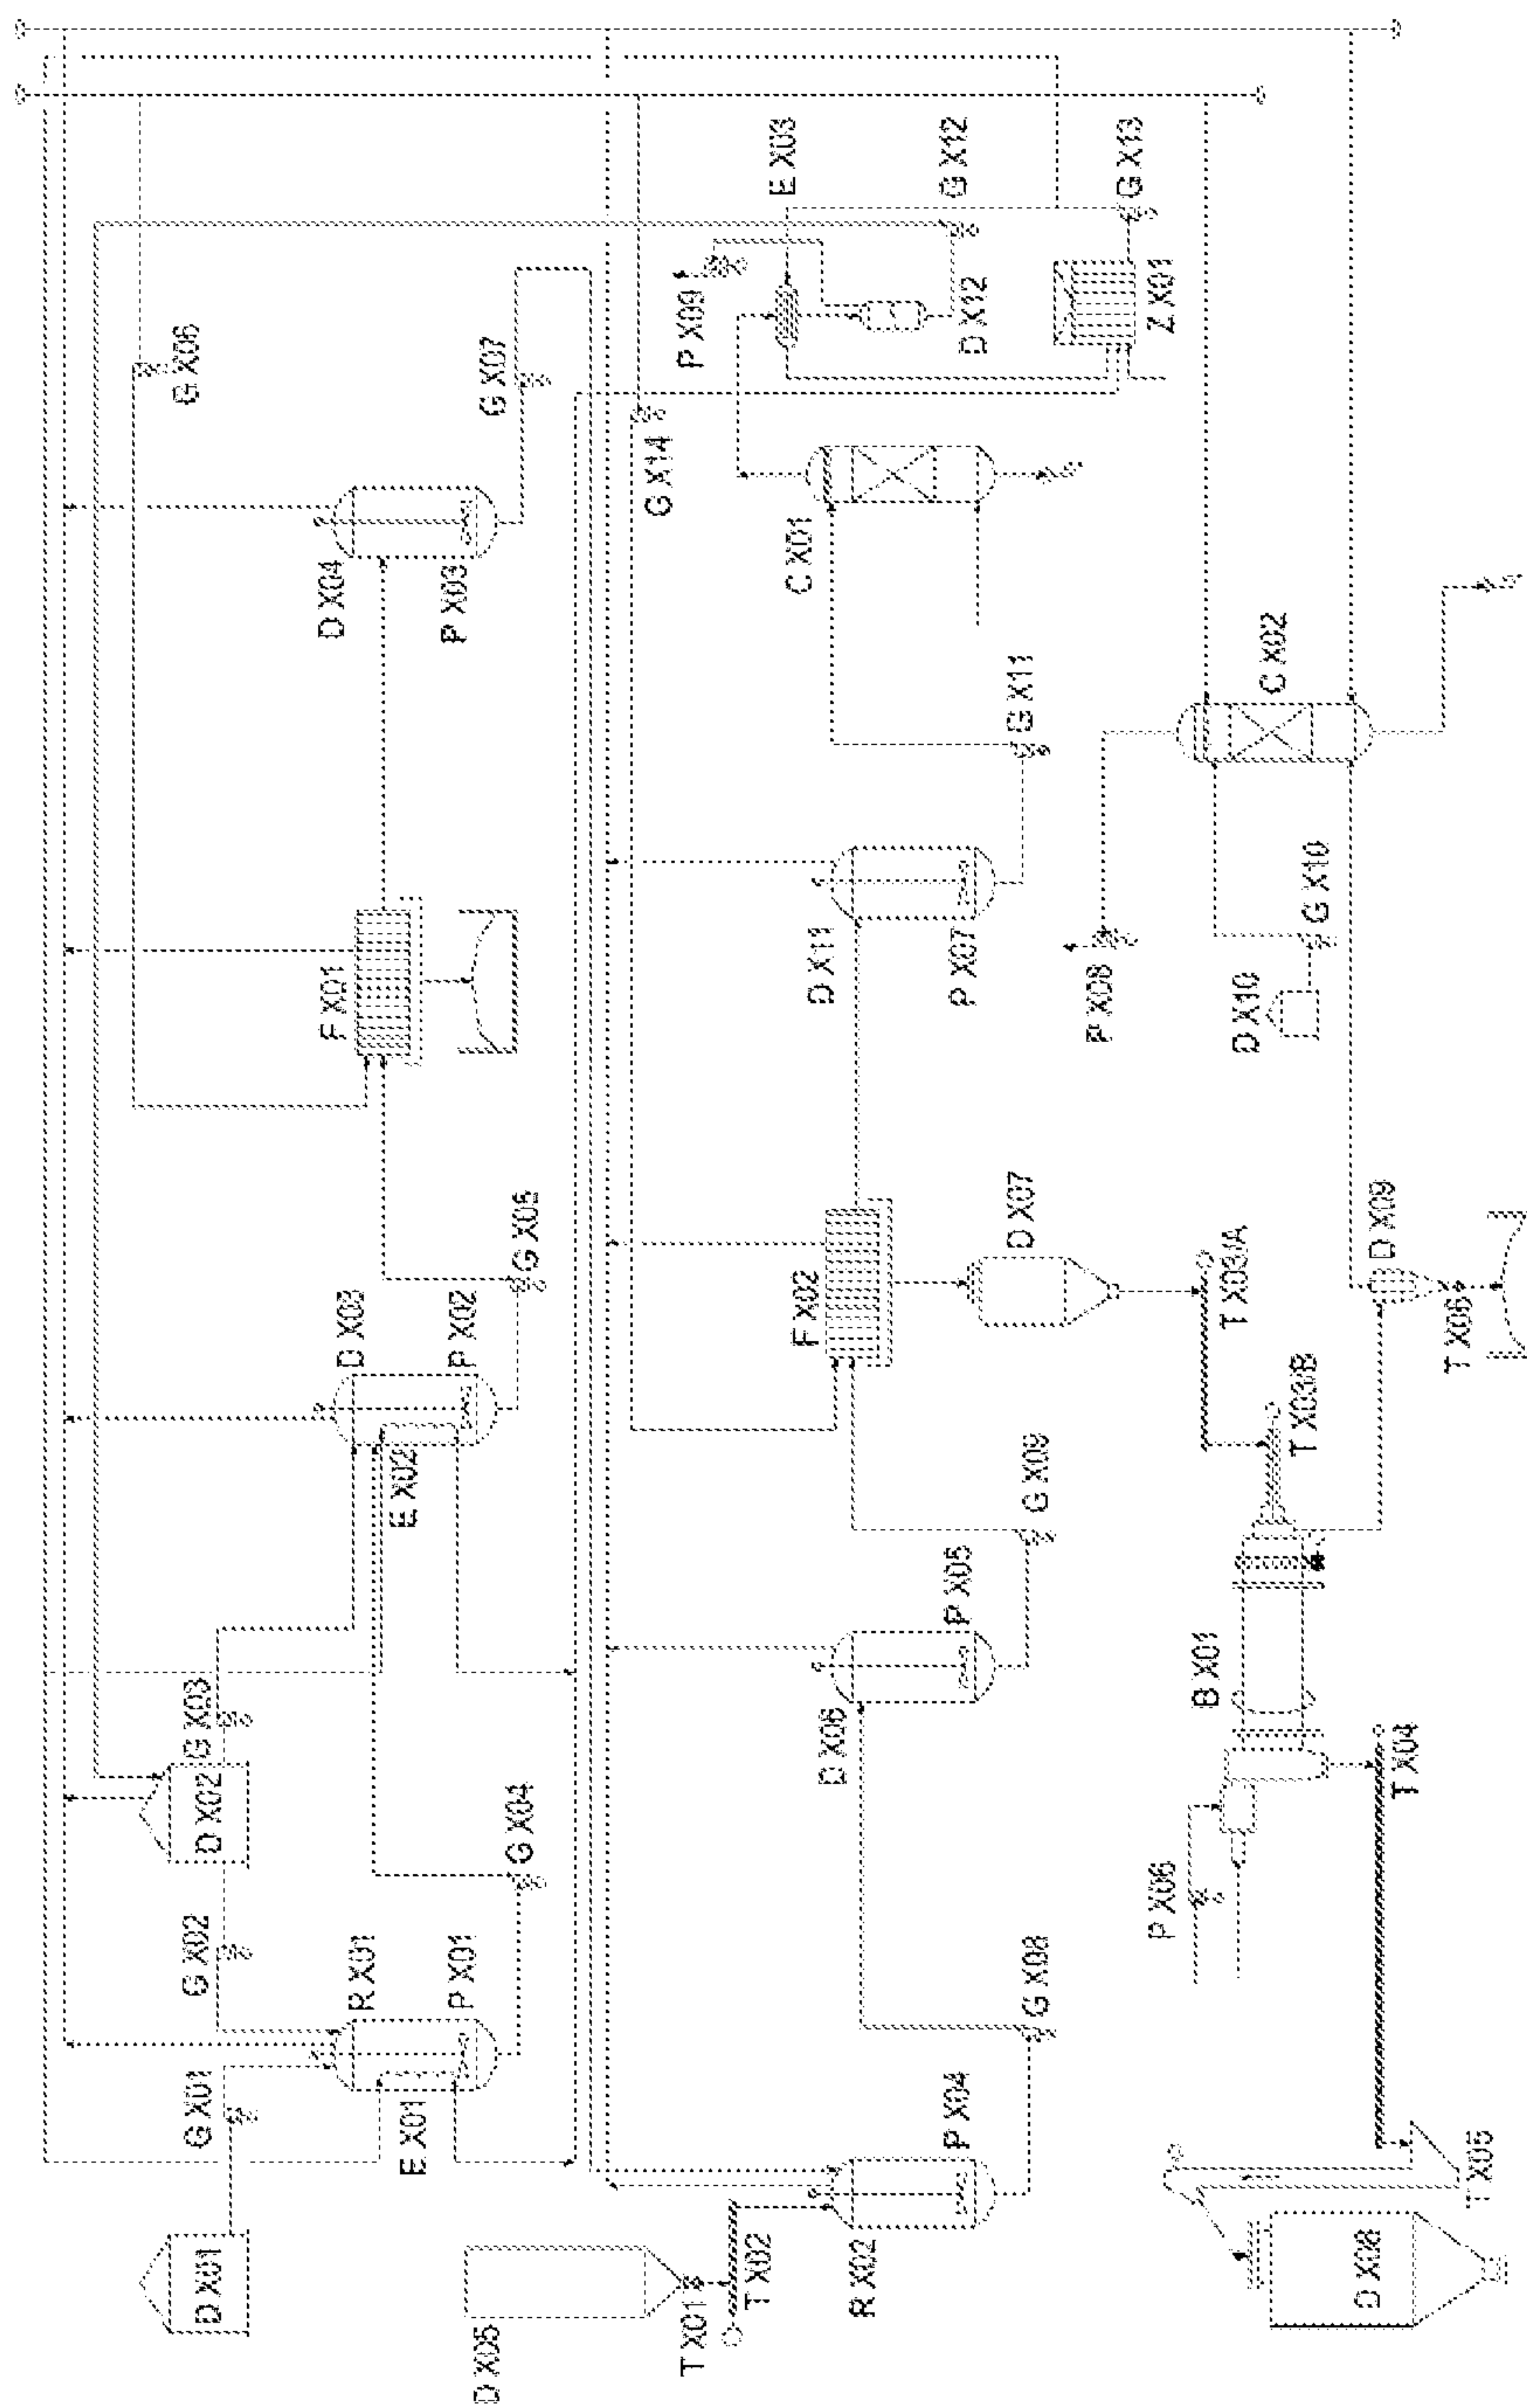 D X01
G X01
E X01
R X01
P X01
G X02
D X02
G X03
G X04
E X02
D X03
P X02
G X05
F X01
D X04
P X03
G X06
G X07
D X05
T X01
T X02
R X02
P X04
G X08
D X06
P X05
G X09
F X02
D X07
D X11
P X07
G X11
C X01
G X14
P X09
E X03
D X12
G X12
Z X01
G X13
D X08
T X05
T X04
P X06
B X01
T X03/B
T X03/A
T X06
D X09
P X08
D X10
G X10
C X02